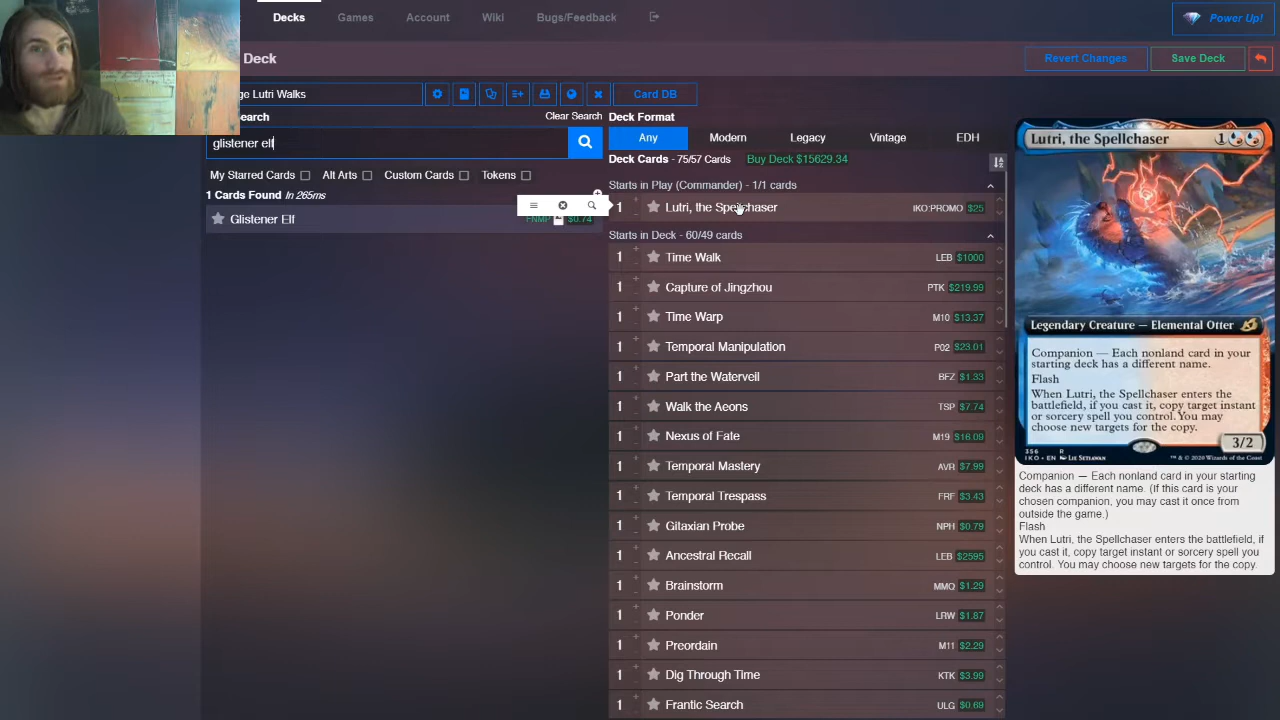 Decks
Games
Account
Wiki
Bugs/Feedback
Power Up!
Deck
Revert Changes
Save Deck
ge Lutri Walks
Card DB
Search
Clear Search
Deck Format
glistener elf
Any
Modern
Legacy
Vintage
EDH
Deck Cards - 75/57 Cards
Buy Deck $15629.34
My Starred Cards
Alt Arts
Custom Cards
Tokens
1 Cards Found In 265ms
Glistener Elf
FNMP $0.74
Starts in Play (Commander) - 1/1 cards
1 Lutri, the Spellchaser IKO:PROMO $25
Starts in Deck - 60/49 cards
1 Time Walk LEB $1000
1 Capture of Jingzhou PTK $219.99
1 Time Warp M10 $13.37
1 Temporal Manipulation P02 $23.01
1 Part the Waterveil BFZ $1.33
1 Walk the Aeons TSP $7.74
1 Nexus of Fate M19 $16.09
1 Temporal Mastery AVR $7.99
1 Temporal Trespass FRF $3.43
1 Gitaxian Probe NPH $0.79
1 Ancestral Recall LEB $2595
1 Brainstorm MMQ $1.29
1 Ponder LRW $1.87
1 Preordain M11 $2.29
1 Dig Through Time KTK $3.99
1 Frantic Search ULG $0.69
Lutri, the Spellchaser 1
Legendary Creature — Elemental Otter
Companion — Each nonland card in your
starting deck has a different name.
Flash
When Lutri, the Spellchaser enters the
battlefield, if you cast it, copy target instant
or sorcery spell you control. You may
choose new targets for the copy.
3/2
356 R
IKO • EN
™ & © 2020 Wizards of the Coast
Companion — Each nonland card in your starting
deck has a different name. (If this card is your
chosen companion, you may cast it once from
outside the game.)
Flash
When Lutri, the Spellchaser enters the battlefield, if
you cast it, copy target instant or sorcery spell you
control. You may choose new targets for the copy.